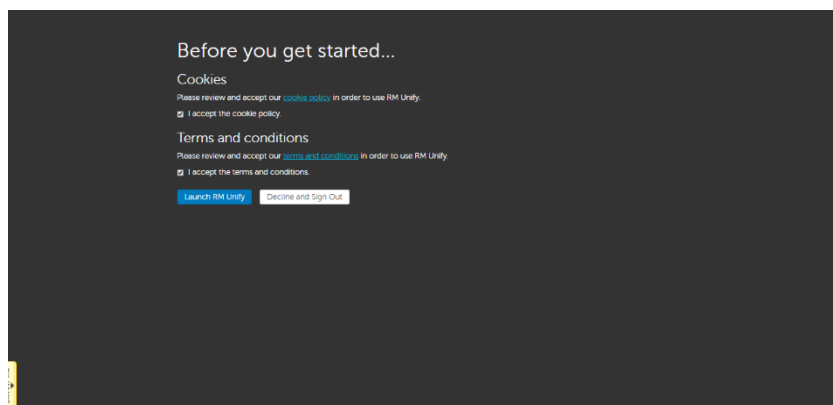 Before you get started...
Cookies
Please review and accept our cookie policy in order to use RM Unify.
I accept the cookie policy.
Terms and conditions
Please review and accept our terms and conditions in order to use RM Unify.
I accept the terms and conditions.
Launch RM Unify Decline and Sign Out